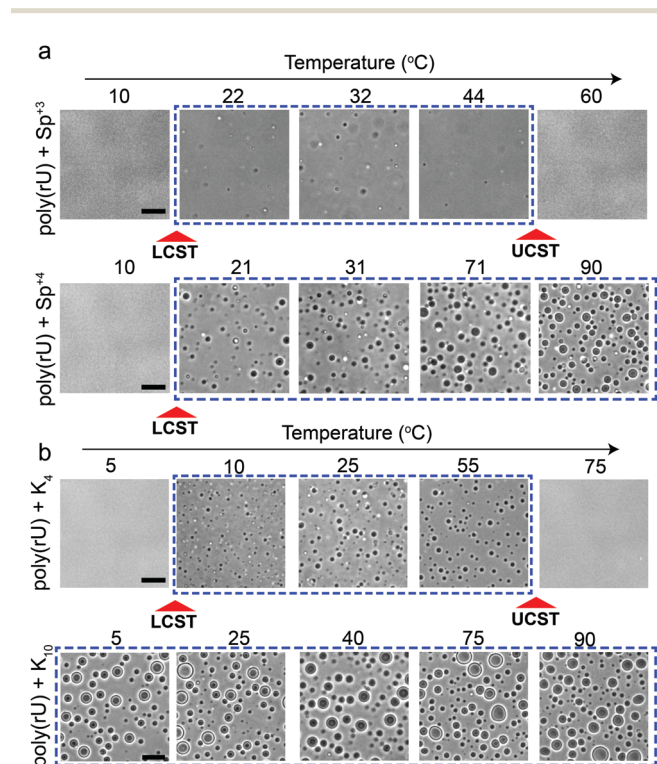 a
Temperature (°C)
10 22 32 44 60
poly(rU) + Sp+3
LCST UCST
10 21 31 71 90
poly(rU) + Sp+4
LCST
b
Temperature (°C)
5 10 25 55 75
poly(rU) + K4
LCST UCST
5 25 40 75 90
poly(rU) + K10